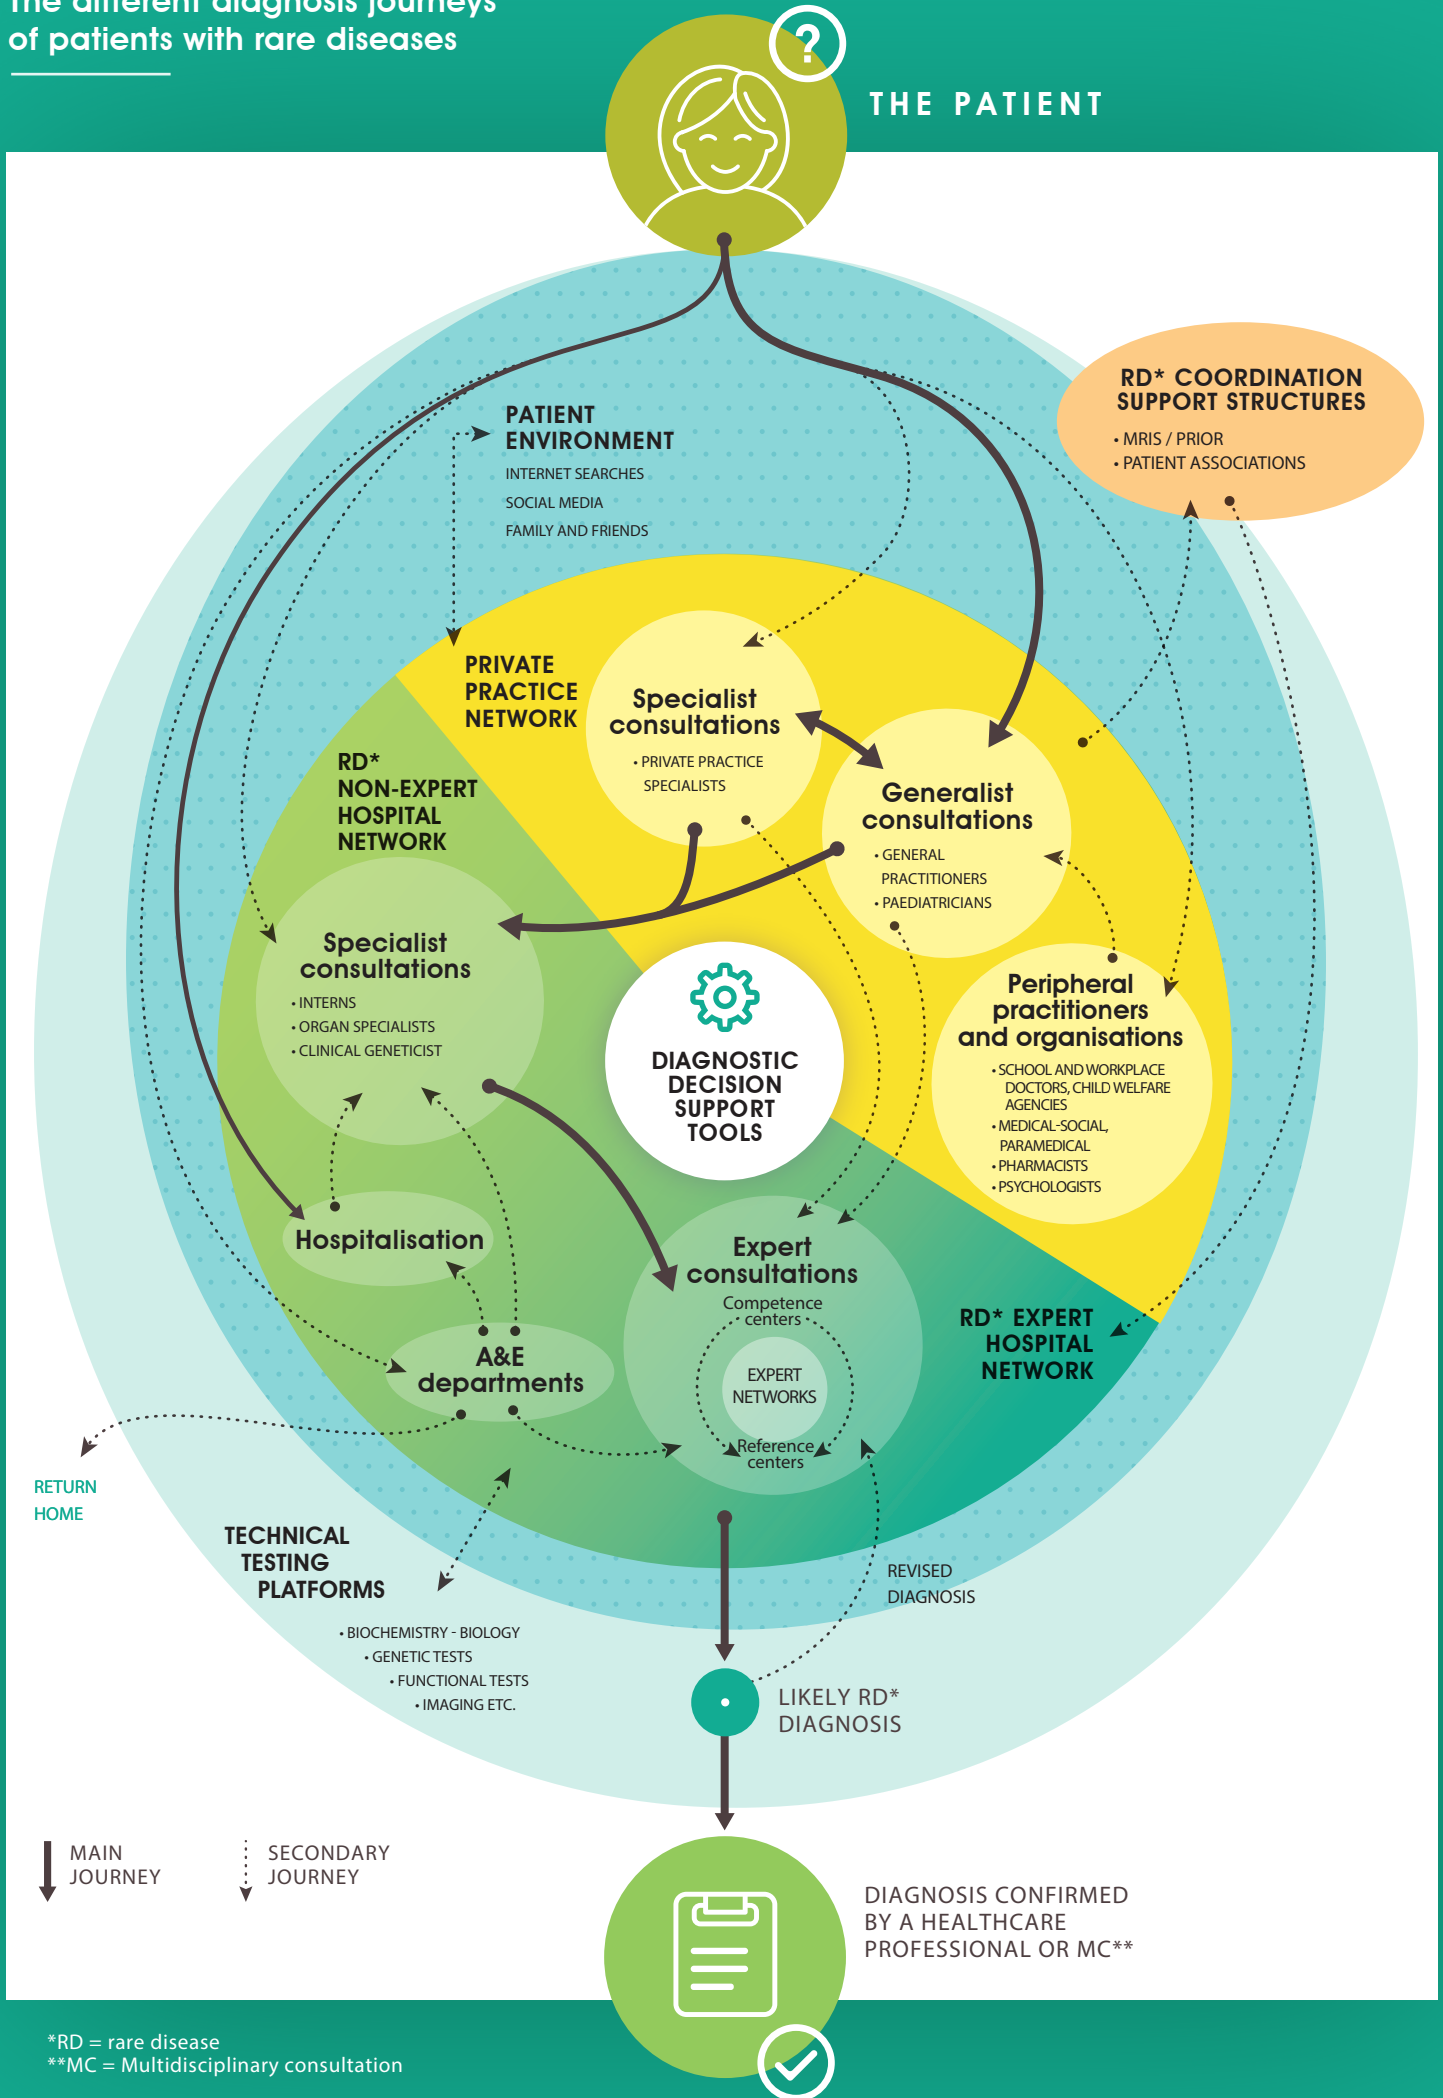 The different diagnosis journeys
of patients with rare diseases
?
THE PATIENT
RD* COORDINATION
SUPPORT STRUCTURES
• MRIS / PRIOR
• PATIENT ASSOCIATIONS
PATIENT
ENVIRONMENT
INTERNET SEARCHES
SOCIAL MEDIA
FAMILY AND FRIENDS
PRIVATE
PRACTICE
NETWORK
Specialist
consultations
• PRIVATE PRACTICE
SPECIALISTS
RD*
NON-EXPERT
HOSPITAL
NETWORK
Generalist
consultations
• GENERAL
PRACTITIONERS
• PAEDIATRICIANS
Specialist
consultations
• INTERNS
• ORGAN SPECIALISTS
• CLINICAL GENETICIST
DIAGNOSTIC
DECISION
SUPPORT
TOOLS
Peripheral
practitioners
and organisations
• SCHOOL AND WORKPLACE
DOCTORS, CHILD WELFARE
AGENCIES
• MEDICAL-SOCIAL,
PARAMEDICAL
• PHARMACISTS
• PSYCHOLOGISTS
Hospitalisation
Expert
consultations
Competence
centers
EXPERT
NETWORKS
Reference
centers
RD* EXPERT
HOSPITAL
NETWORK
A&E
departments
RETURN
HOME
TECHNICAL
TESTING
PLATFORMS
• BIOCHEMISTRY - BIOLOGY
• GENETIC TESTS
• FUNCTIONAL TESTS
• IMAGING ETC.
REVISED
DIAGNOSIS
LIKELY RD*
DIAGNOSIS
MAIN
JOURNEY
SECONDARY
JOURNEY
DIAGNOSIS CONFIRMED
BY A HEALTHCARE
PROFESSIONAL OR MC**
*RD = rare disease
**MC = Multidisciplinary consultation